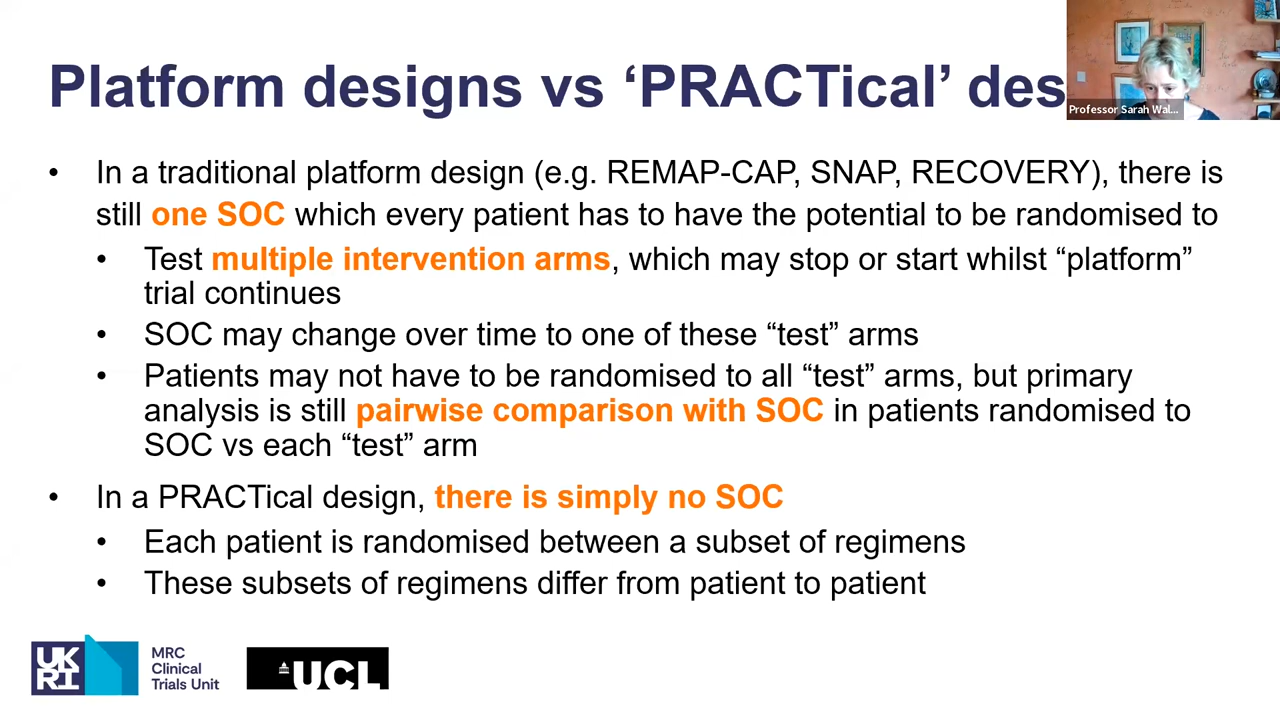 Platform designs vs ‘PRACTical’ des
Professor Sarah Wal...
• In a traditional platform design (e.g. REMAP-CAP, SNAP, RECOVERY), there is
still one SOC which every patient has to have the potential to be randomised to
• Test multiple intervention arms, which may stop or start whilst “platform”
trial continues
• SOC may change over time to one of these “test” arms
• Patients may not have to be randomised to all “test” arms, but primary
analysis is still pairwise comparison with SOC in patients randomised to
SOC vs each “test” arm
• In a PRACTical design, there is simply no SOC
• Each patient is randomised between a subset of regimens
• These subsets of regimens differ from patient to patient
UK
RI
MRC
Clinical
Trials Unit
UCL